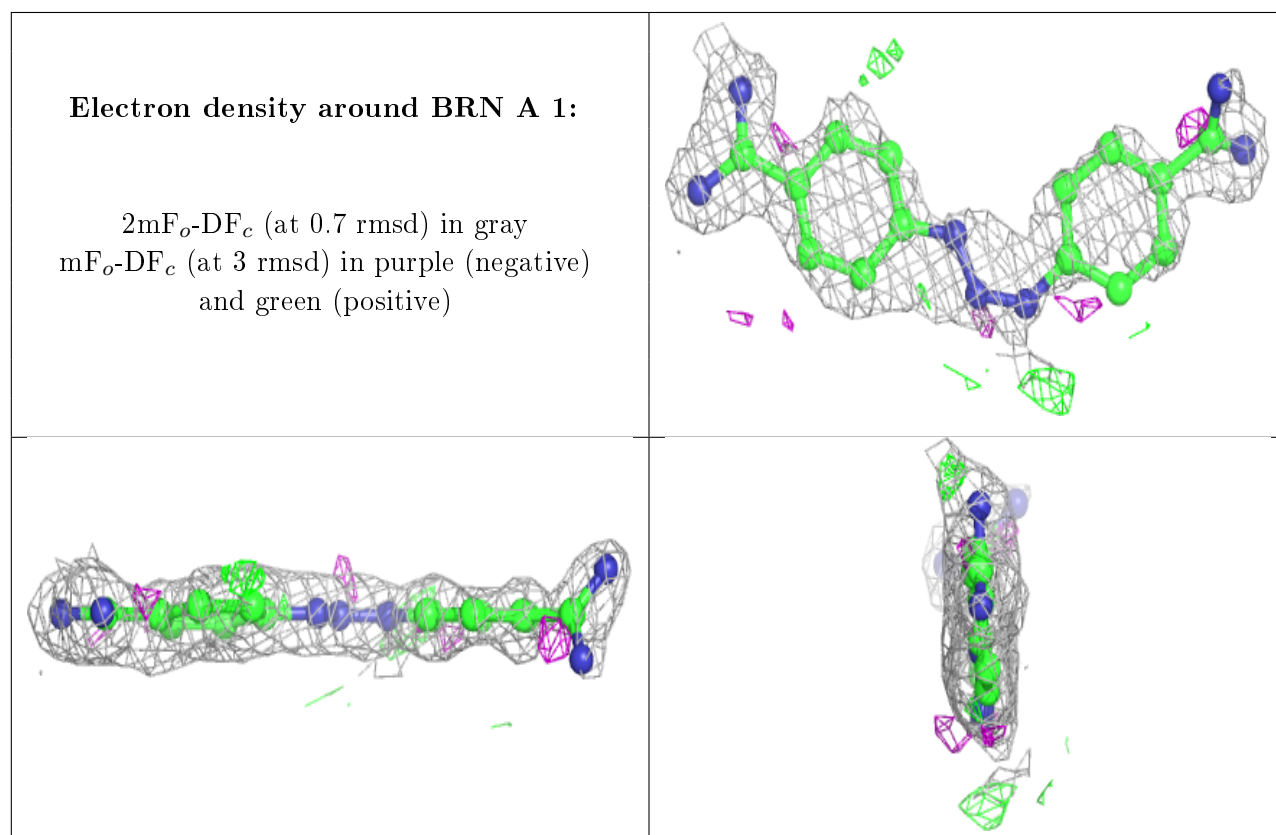 Electron density around BRN A 1:
2mFo-DFc (at 0.7 rmsd) in gray
mFo-DFc (at 3 rmsd) in purple (negative)
and green (positive)